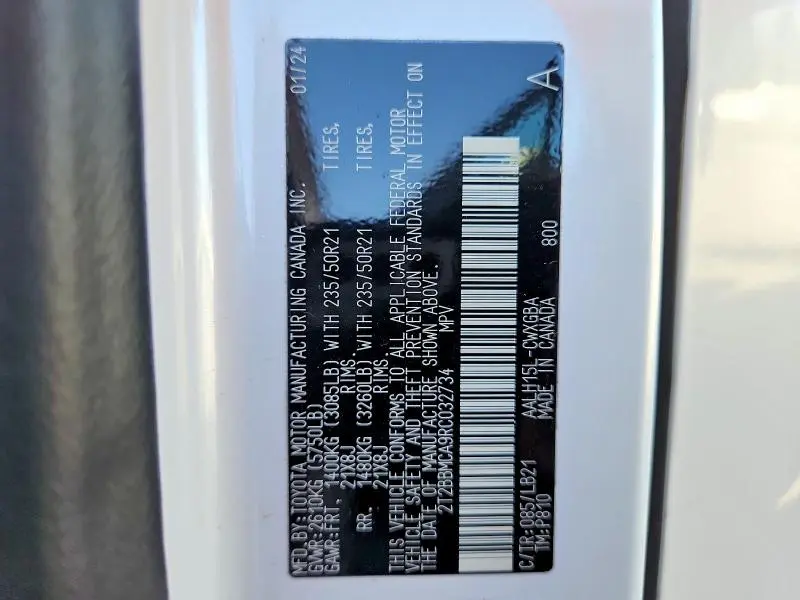 MFD.BY:TOYOTA MOTOR MANUFACTURING CANADA INC. 01/24
GVWR:2610KG(5750LB)
GAWR:FRT. 1400KG (3085LB) WITH 235/50R21 TIRES,
21X8J RIMS.
RR. 1480KG (3260LB) WITH 235/50R21 TIRES,
21X8J RIMS.
THIS VEHICLE CONFORMS TO ALL APPLICABLE FEDERAL MOTOR
VEHICLE SAFETY AND THEFT PREVENTION STANDARDS IN EFFECT ON
THE DATE OF MANUFACTURE SHOWN ABOVE.
2T2BBMCA9RC032734 MPV
C/TR:085/LB21 AALH15L-CWXGBA A
TM:P810 MADE IN CANADA 800